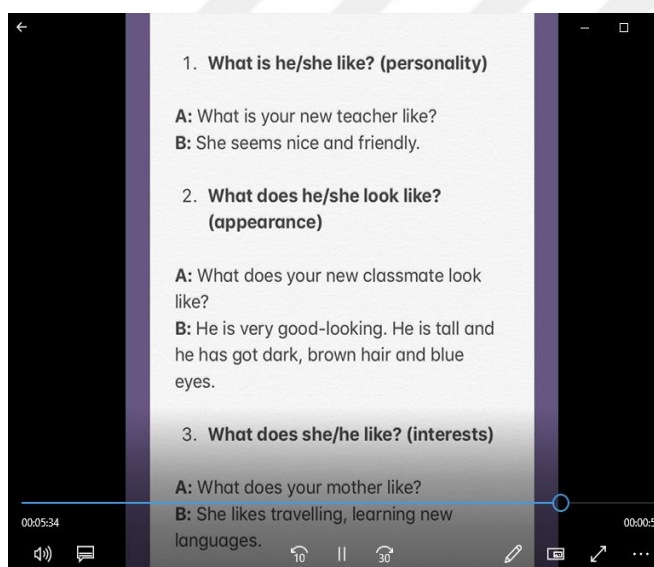 1. What is he/she like? (personality)
A: What is your new teacher like?
B: She seems nice and friendly.
2. What does he/she look like?
(appearance)
A: What does your new classmate look
like?
B: He is very good-looking. He is tall and
he has got dark, brown hair and blue
eyes.
3. What does she/he like? (interests)
A: What does your mother like?
B: She likes travelling, learning new
languages.
00:05:34
10
30